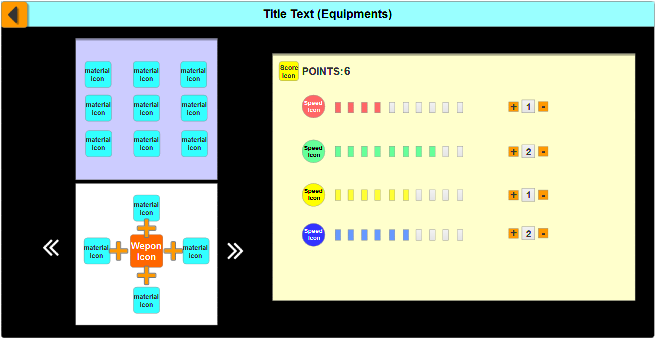 Title Text (Equipments)
material Icon
material Icon
material Icon
material Icon
material Icon
material Icon
material Icon
material Icon
material Icon
material Icon
material Icon
Wepon Icon
material Icon
material Icon
Score Icon
POINTS:6
Speed Icon
+ 1 -
Speed Icon
+ 2 -
Speed Icon
+ 1 -
Speed Icon
+ 2 -